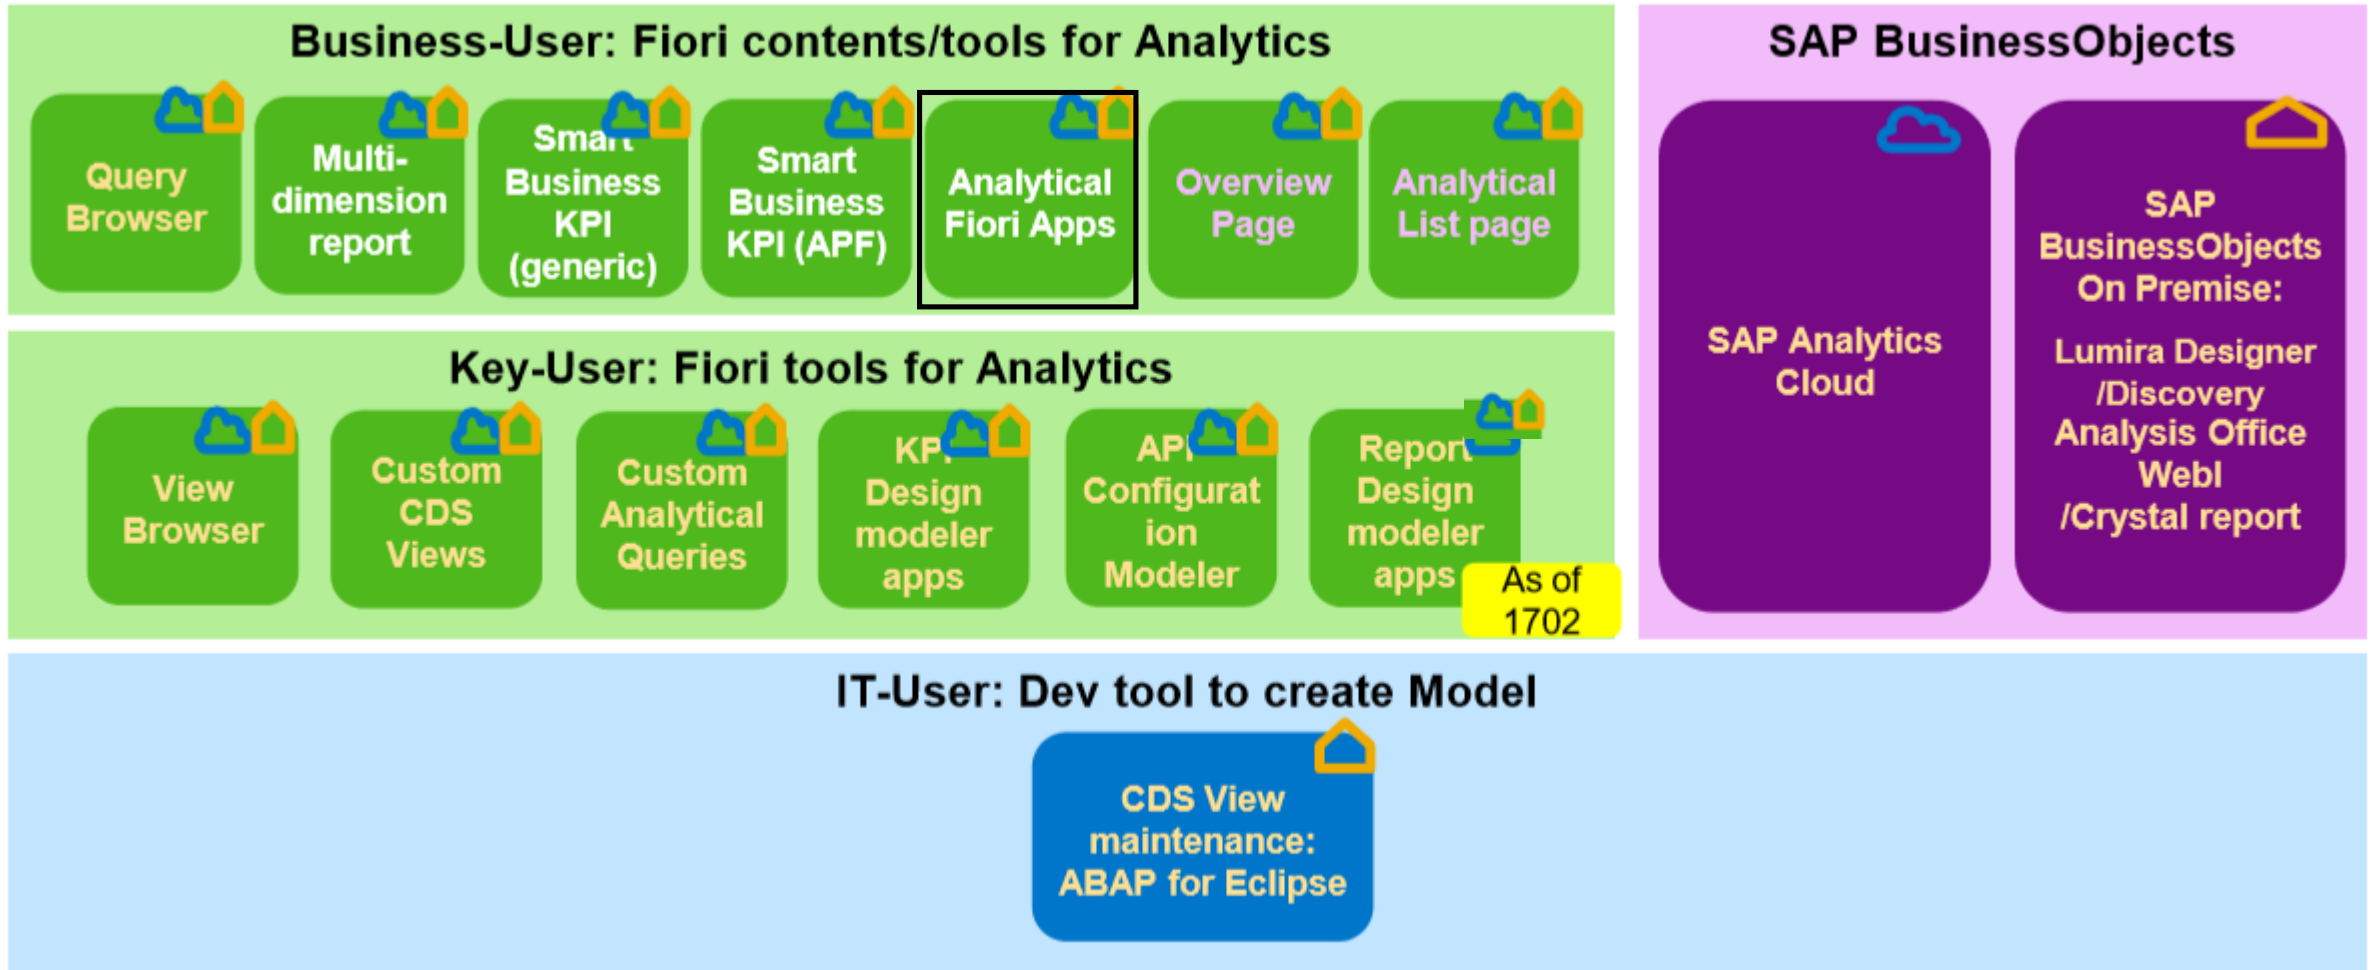 Business-User: Fiori contents/tools for Analytics
Query
Browser
Multi-
dimension
report
Smart
Business
KPI
(generic)
Smart
Business
KPI (APF)
Analytical
Fiori Apps
Overview
Page
Analytical
List page
Key-User: Fiori tools for Analytics
View
Browser
Custom
CDS
Views
Custom
Analytical
Queries
KPI
Design
modeler
apps
Configurat
ion
Modeler
Report
Design
modeler
apps
As of
1702
SAP BusinessObjects
SAP Analytics
Cloud
SAP
BusinessObjects
On Premise:
Lumira Designer
/Discovery
Analysis Office
WebI
/Crystal report
IT-User: Dev tool to create Model
CDS View
maintenance:
ABAP for Eclipse